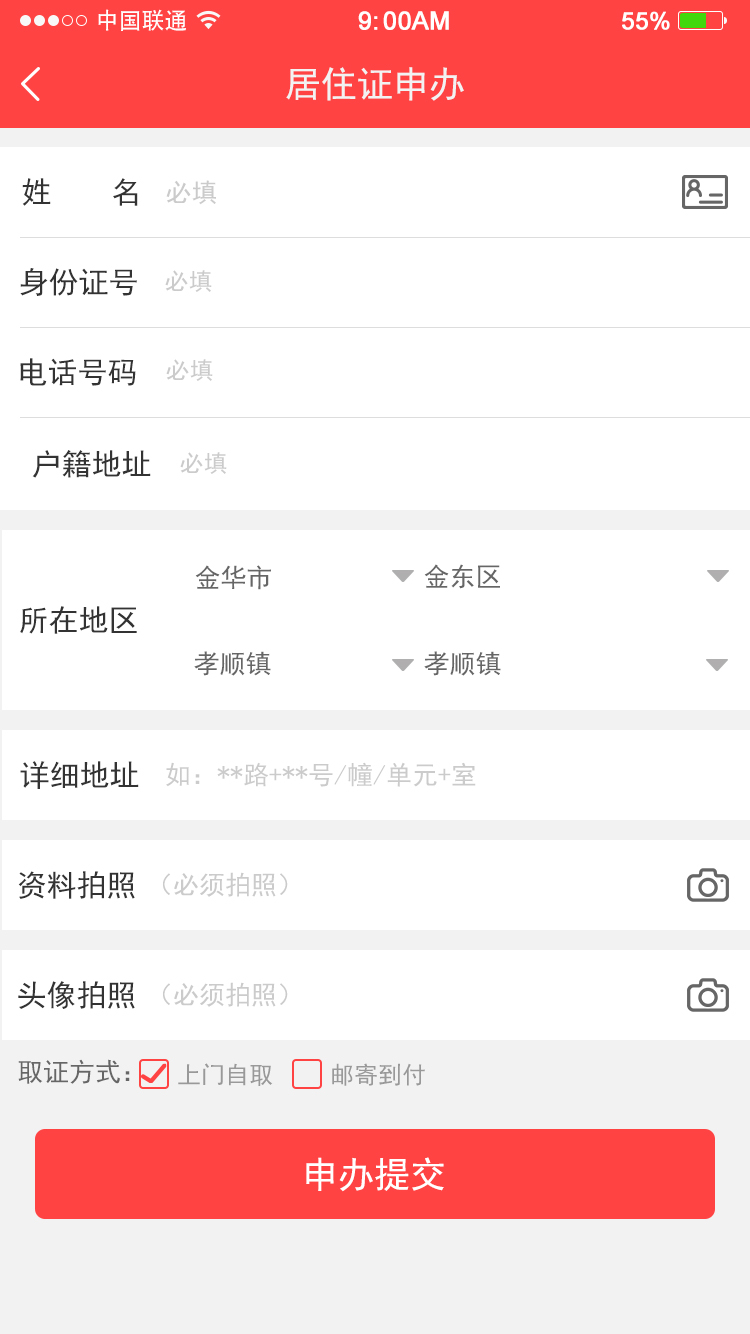 中国联通 9:00AM 55%
居住证申办
姓 名 必填
身份证号 必填
电话号码 必填
户籍地址 必填
金华市 金东区
所在地区
孝顺镇 孝顺镇
详细地址 如：**路+**号/幢/单元+室
资料拍照 （必须拍照）
头像拍照 （必须拍照）
取证方式: 上门自取 邮寄到付
申办提交